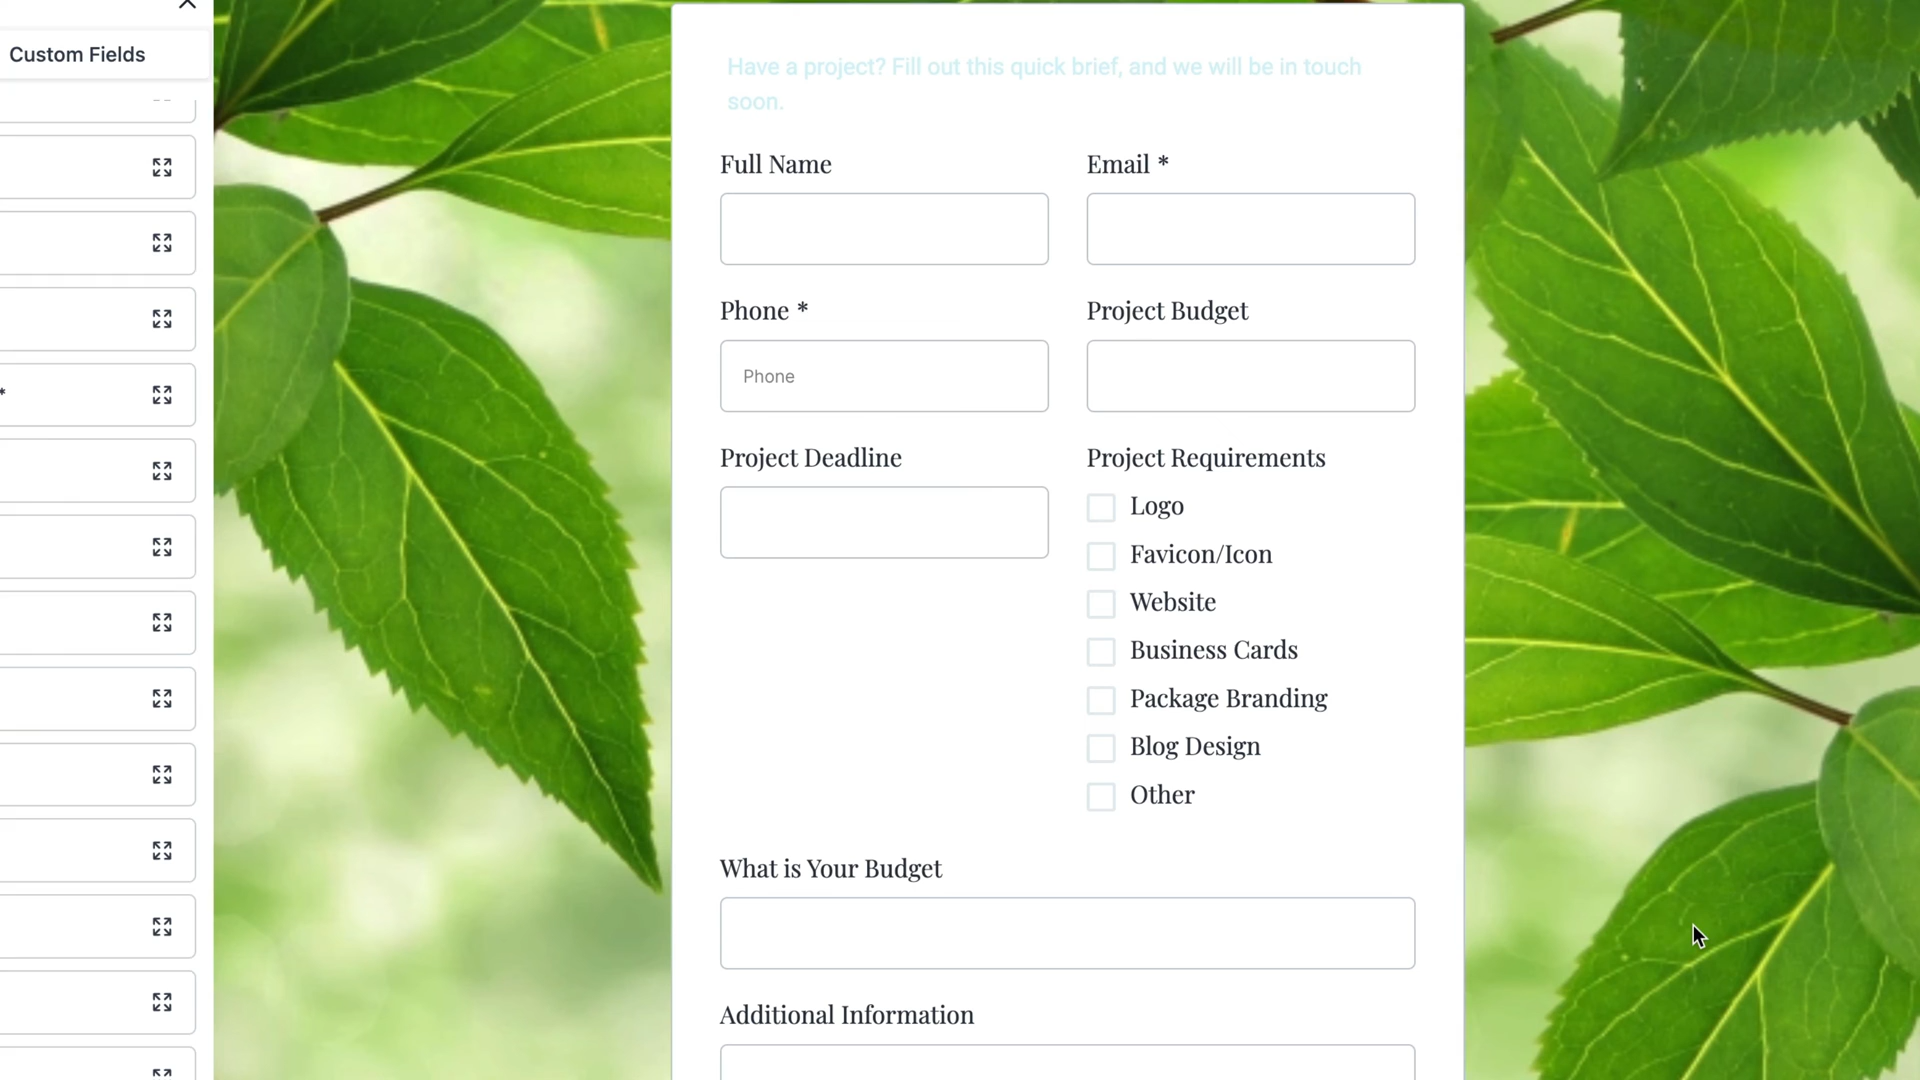 Custom Fields
*
Have a project? Fill out this quick brief, and we will be in touch
soon.
Full Name
Email *
Phone *
Project Budget
Phone
Project Deadline
Project Requirements
Logo
Favicon/Icon
Website
Business Cards
Package Branding
Blog Design
Other
What is Your Budget
Additional Information